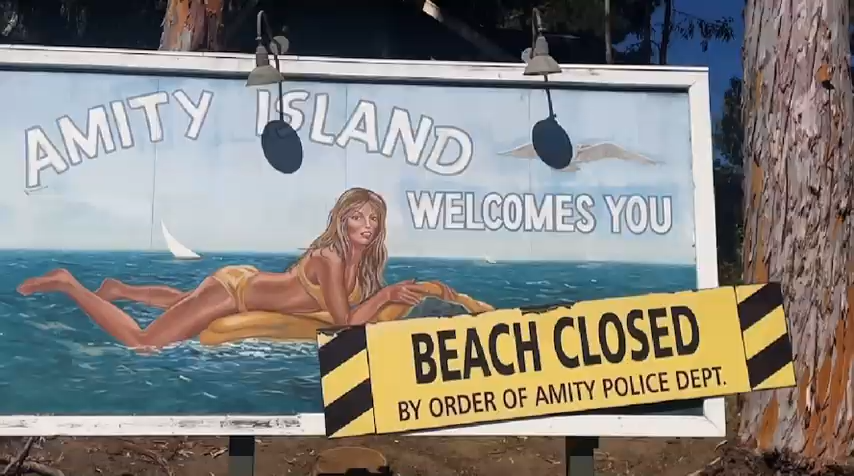 AMITY ISLAND
WELCOMES YOU
BEACH CLOSED
BY ORDER OF AMITY POLICE DEPT.